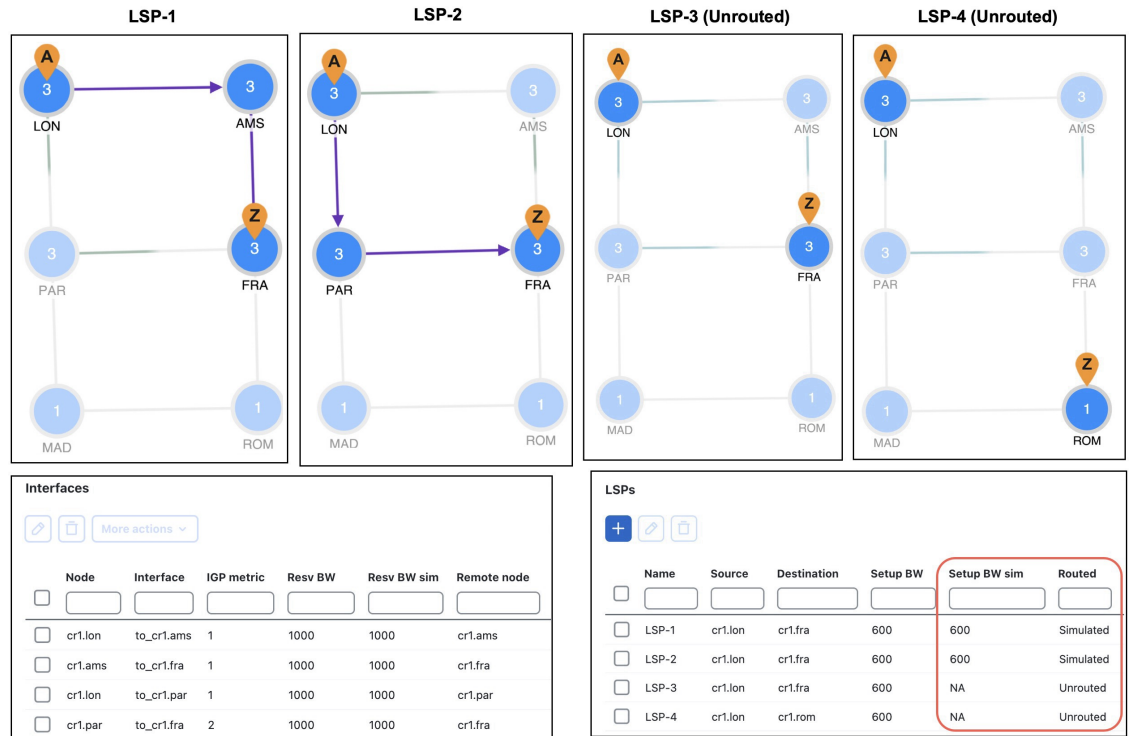 LSP-1
LSP-2
LSP-3 (Unrouted)
LSP-4 (Unrouted)
A
3
LON
3
AMS
3
PAR
Z
3
FRA
1
MAD
1
ROM
A
3
LON
3
AMS
3
PAR
Z
3
FRA
1
MAD
1
ROM
A
3
LON
3
AMS
3
PAR
Z
3
FRA
1
MAD
1
ROM
A
3
LON
3
AMS
3
PAR
3
FRA
1
MAD
Z
1
ROM
Interfaces
More actions
Node Interface IGP metric Resv BW Resv BW sim Remote node
cr1.lon to_cr1.ams 1 1000 1000 cr1.ams
cr1.ams to_cr1.fra 1 1000 1000 cr1.fra
cr1.lon to_cr1.par 1 1000 1000 cr1.par
cr1.par to_cr1.fra 2 1000 1000 cr1.fra
LSPs
Name Source Destination Setup BW Setup BW sim Routed
LSP-1 cr1.lon cr1.fra 600 600 Simulated
LSP-2 cr1.lon cr1.fra 600 600 Simulated
LSP-3 cr1.lon cr1.fra 600 NA Unrouted
LSP-4 cr1.lon cr1.rom 600 NA Unrouted